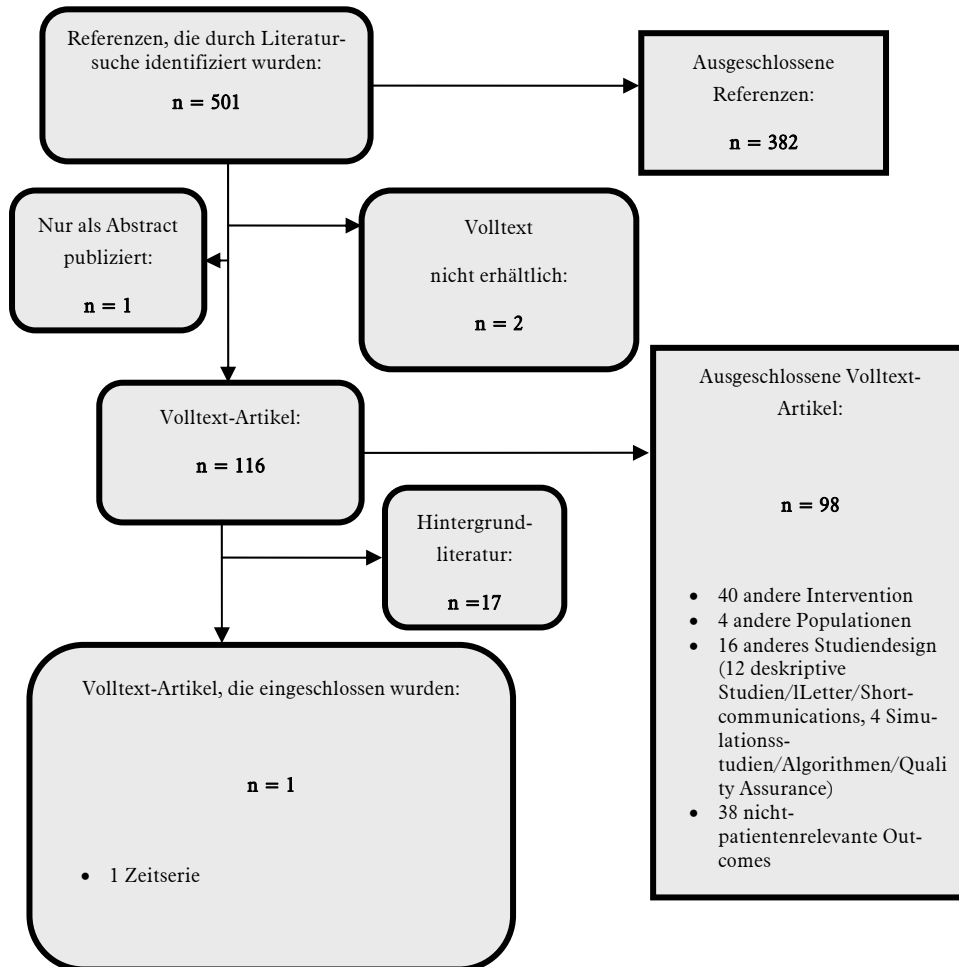 Referenzen, die durch Literatur-
suche identifiziert wurden:
n = 501
Ausgeschlossene
Referenzen:
n = 382
Nur als Abstract
publiziert:
n = 1
Volltext
nicht erhältlich:
n = 2
Volltext-Artikel:
n = 116
Ausgeschlossene Volltext-
Artikel:
n = 98
• 40 andere Intervention
• 4 andere Populationen
• 16 anderes Studiendesign
(12 deskriptive
Studien/lLetter/Short-
communications, 4 Simu-
lationss-
tudien/Algorithmen/Quali
ty Assurance)
• 38 nicht-
patientenrelevante Out-
comes
Hintergrund-
literatur:
n =17
Volltext-Artikel, die eingeschlossen wurden:
n = 1
• 1 Zeitserie